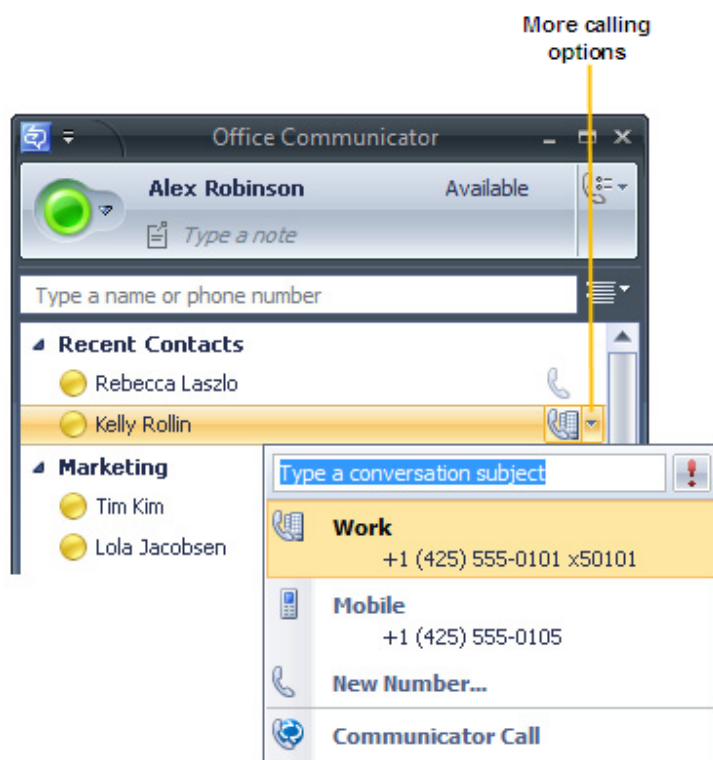 More calling
options
Office Communicator
Alex Robinson Available
Type a note
Type a name or phone number
Recent Contacts
Rebecca Laszlo
Kelly Rollin
Marketing
Type a conversation subject
Tim Kim
Work
Lola Jacobsen
+1 (425) 555-0101 x50101
Mobile
+1 (425) 555-0105
New Number...
Communicator Call